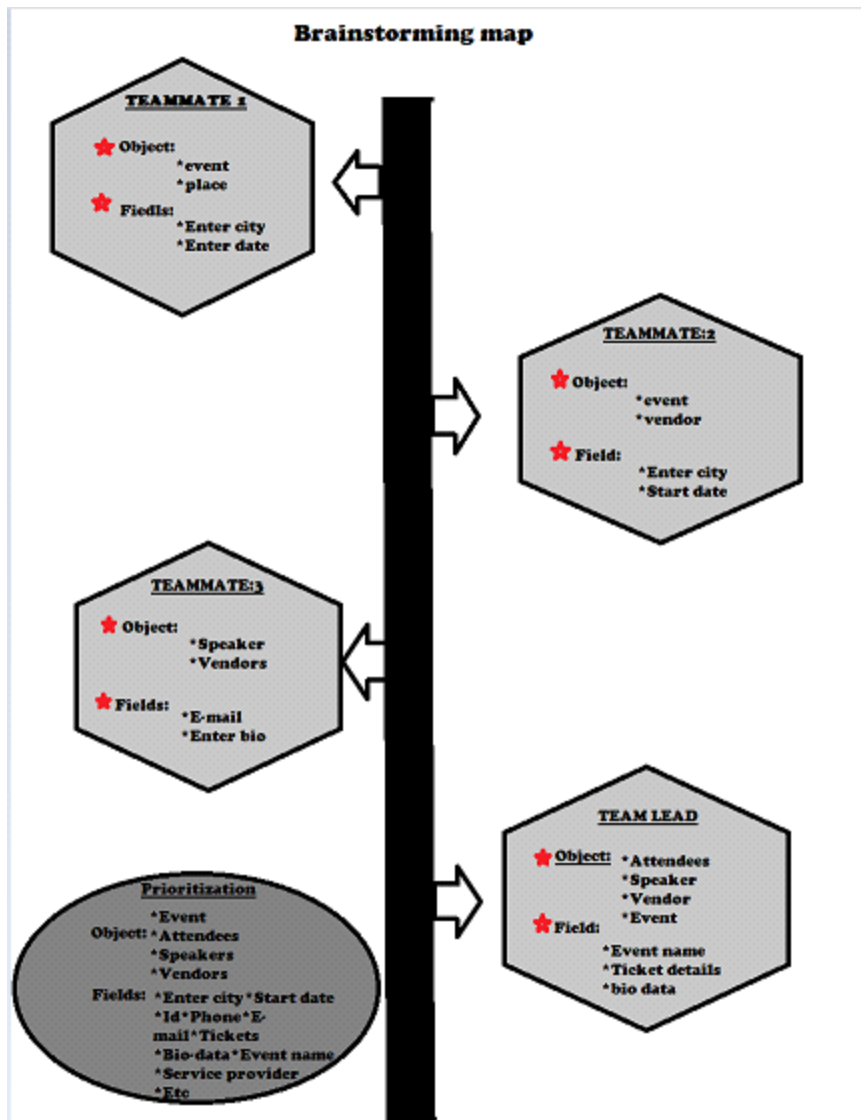 Brainstorming map
TEAMMATE 1
Object:
*event
*place
Fiedls:
*Enter city
*Enter date
TEAMMATE:2
Object:
*event
*vendor
Field:
*Enter city
*Start date
TEAMMATE:3
Object:
*Speaker
*Vendors
Fields:
*E-mail
*Enter bio
TEAM LEAD
Object: *Attendees
*Speaker
*Vendor
*Event
Field:
*Event name
*Ticket details
*bio data
Prioritization
*Event
Object: *Attendees
*Speakers
*Vendors
Fields: *Enter city*Start date
*Id*Phone*E-
mail*Tickets
*Bio-data*Event name
*Service provider
*Etc